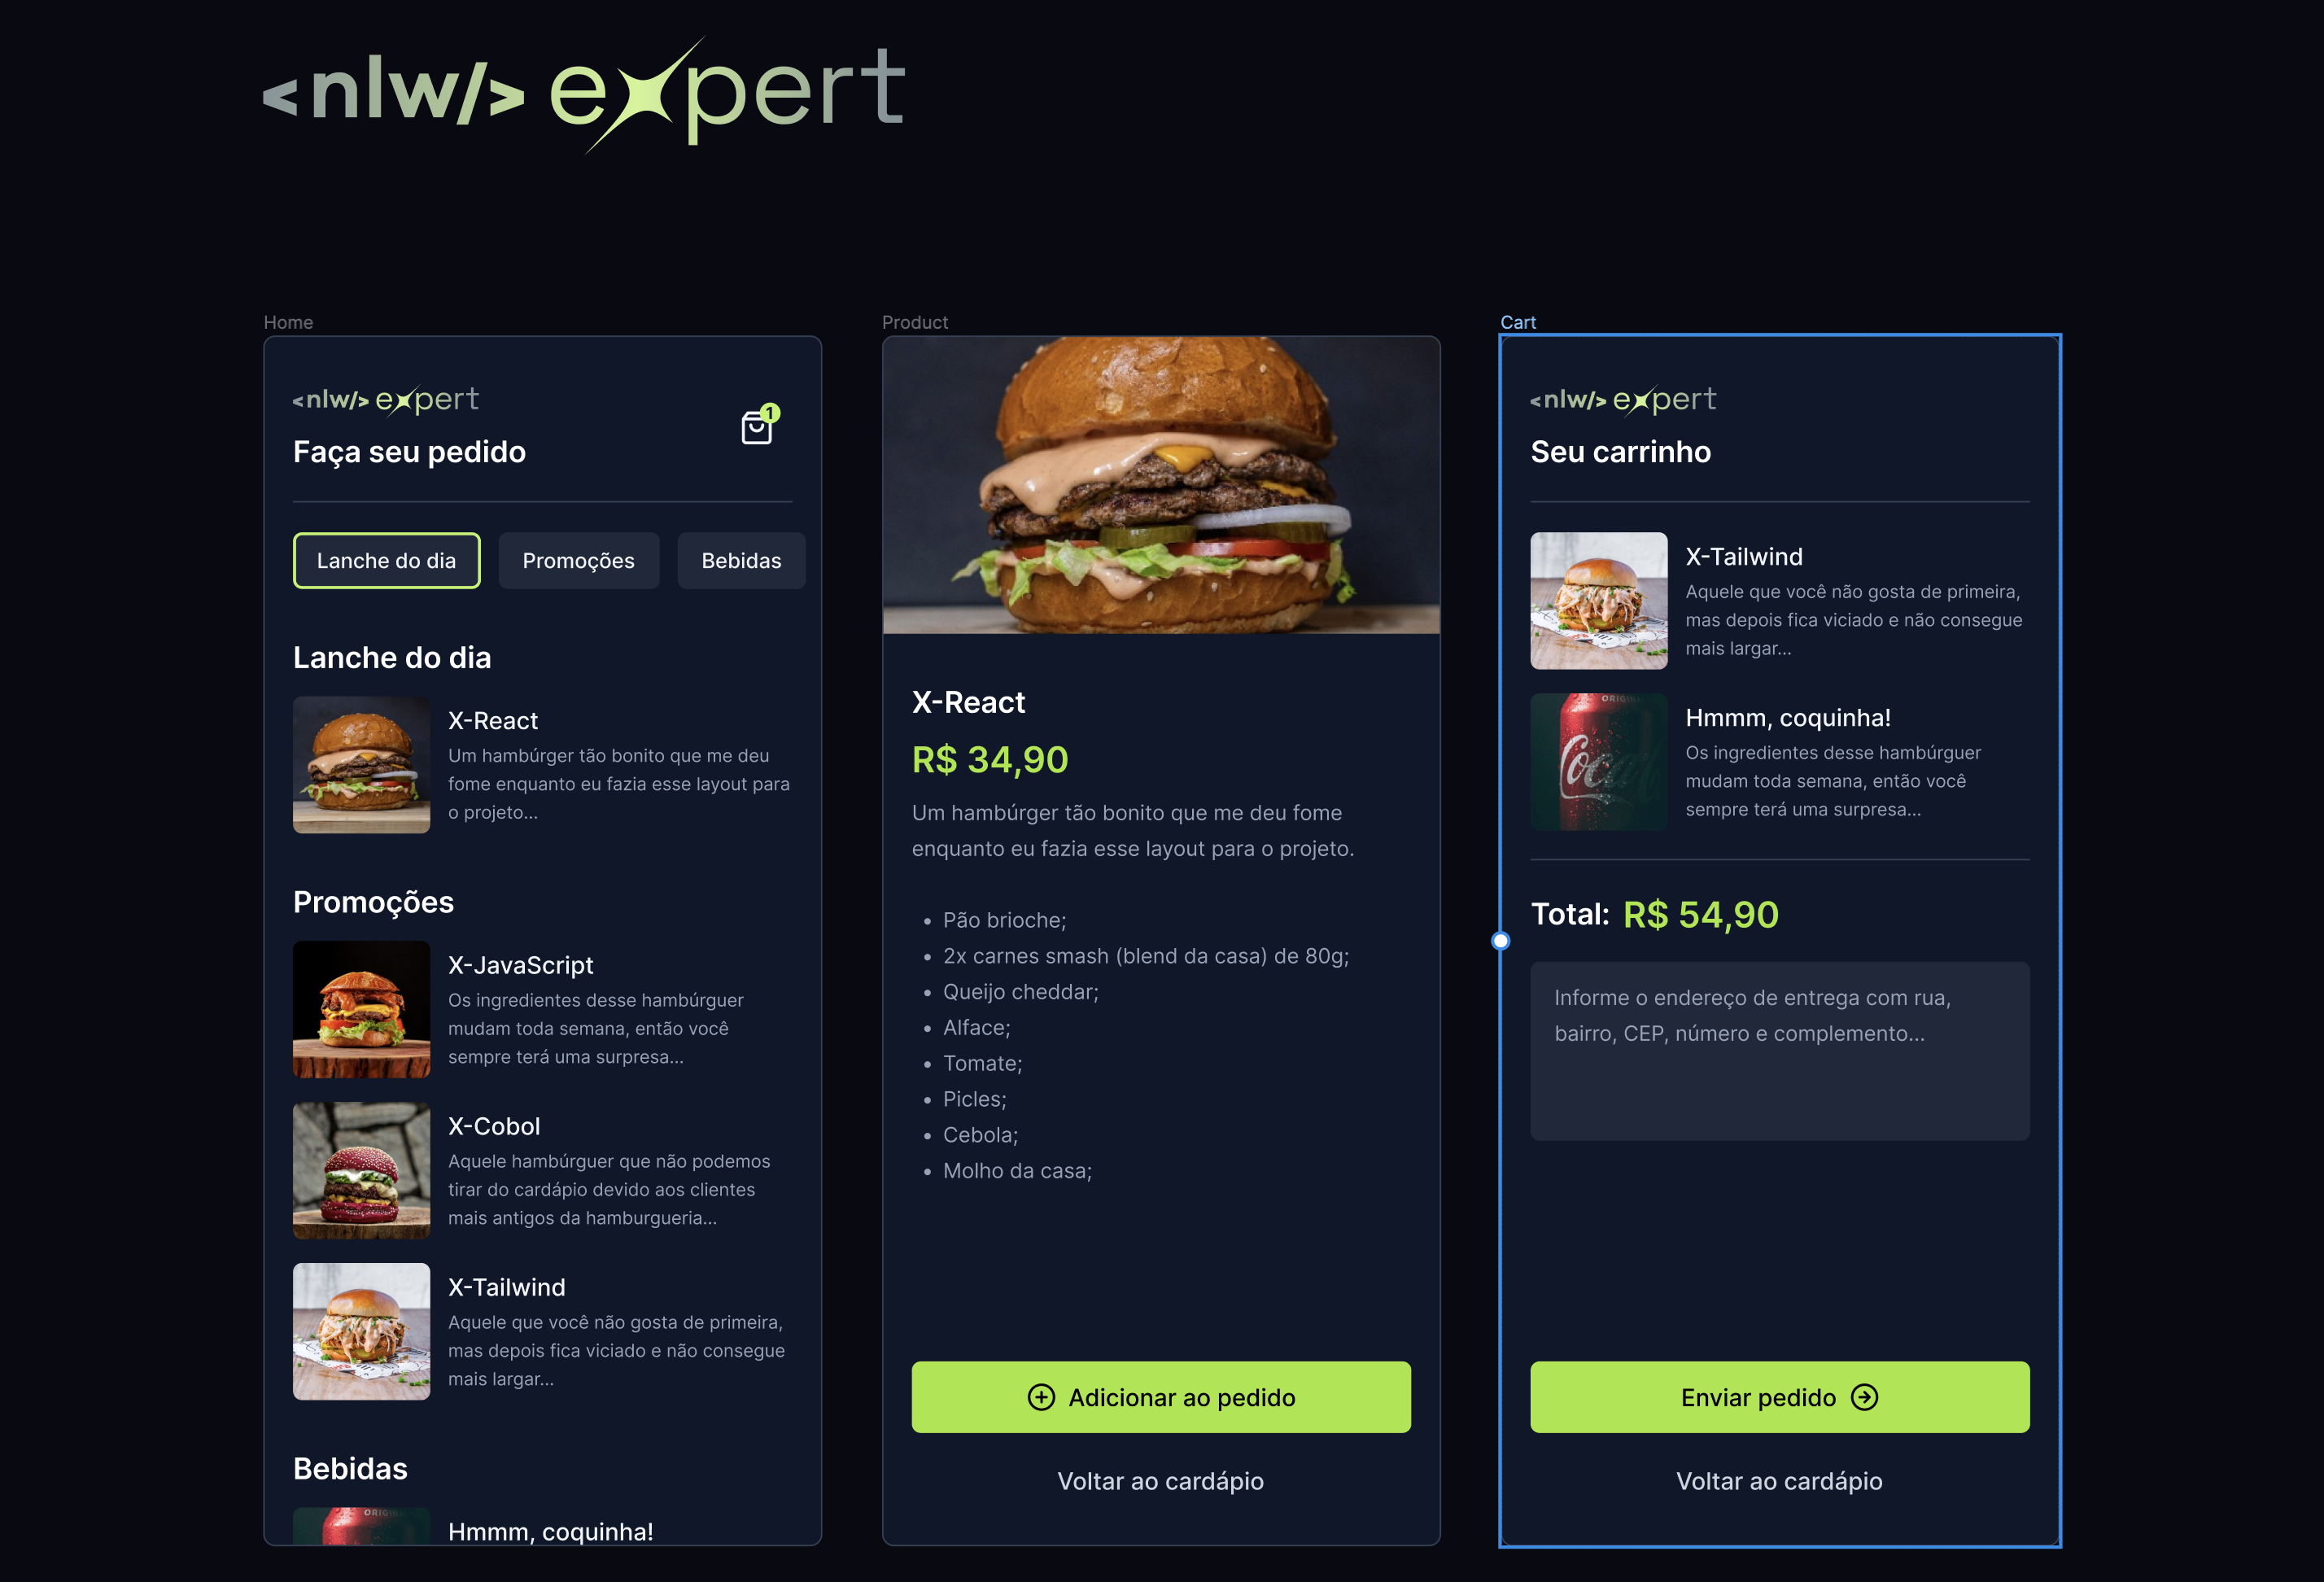 <nlw/> expert
Home
<nlw/> expert
1
Faça seu pedido
Lanche do dia
Promoções
Bebidas
Lanche do dia
X-React
Um hambúrger tão bonito que me deu
fome enquanto eu fazia esse layout para
o projeto...
Promoções
X-JavaScript
Os ingredientes desse hambúrguer
mudam toda semana, então você
sempre terá uma surpresa...
X-Cobol
Aquele hambúrguer que não podemos
tirar do cardápio devido aos clientes
mais antigos da hamburgueria...
X-Tailwind
Aquele que você não gosta de primeira,
mas depois fica viciado e não consegue
mais largar...
Bebidas
ORIGIN
Hmmm, coquinha!
Product
X-React
R$ 34,90
Um hambúrger tão bonito que me deu fome
enquanto eu fazia esse layout para o projeto.
• Pão brioche;
• 2x carnes smash (blend da casa) de 80g;
• Queijo cheddar;
• Alface;
• Tomate;
• Picles;
• Cebola;
• Molho da casa;
Adicionar ao pedido
Voltar ao cardápio
Cart
<nlw/> expert
Seu carrinho
X-Tailwind
Aquele que você não gosta de primeira,
mas depois fica viciado e não consegue
mais largar...
ORIGIN
Coca
Hmmm, coquinha!
Os ingredientes desse hambúrguer
mudam toda semana, então você
sempre terá uma surpresa...
Total: R$ 54,90
Informe o endereço de entrega com rua,
bairro, CEP, número e complemento...
Enviar pedido
Voltar ao cardápio